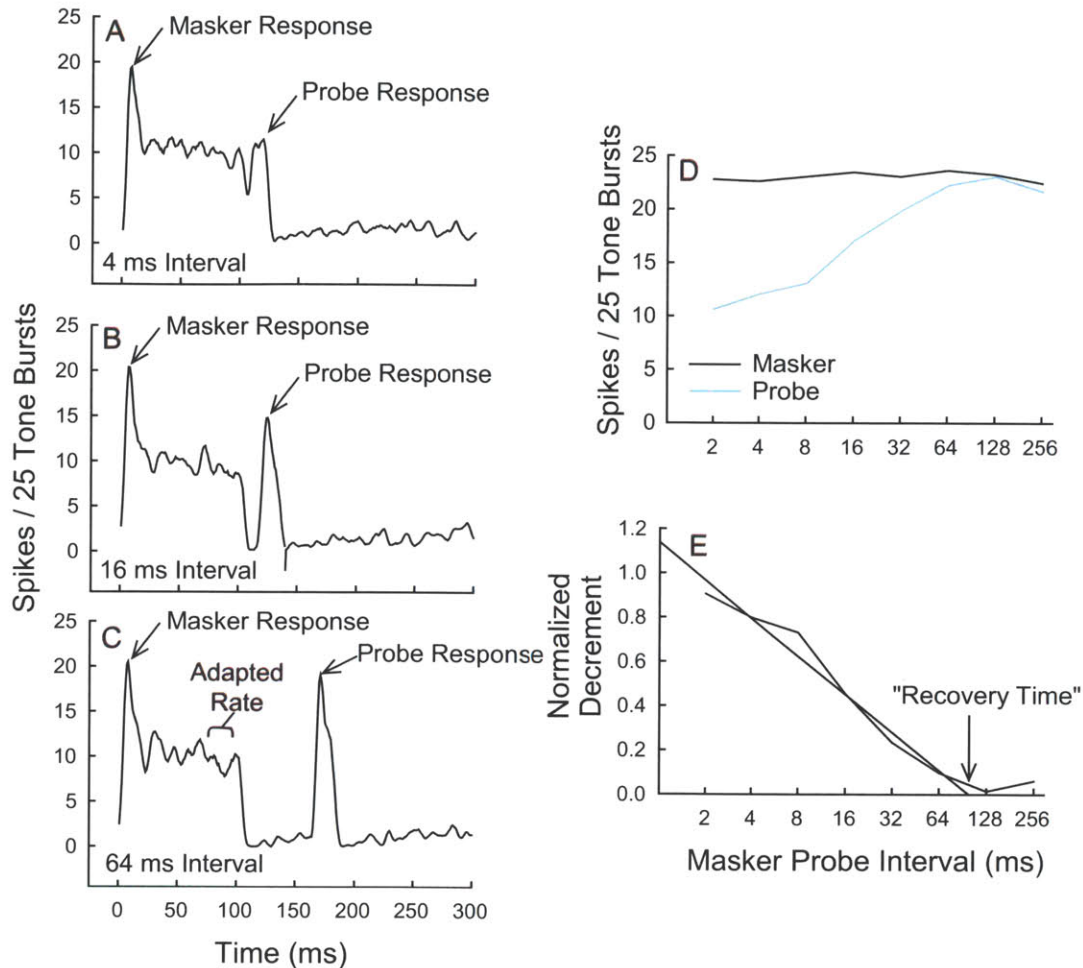 A
Masker Response
Probe Response
25
20
15
10
5
0
4 ms Interval
B
Masker Response
Probe Response
25
20
15
10
5
0
16 ms Interval
C
Masker Response
Adapted
Rate
Probe Response
25
20
15
10
5
0
64 ms Interval
0 50 100 150 200 250 300
Time (ms)
Spikes / 25 Tone Bursts
D
Spikes / 25 Tone Bursts
25
20
15
10
5
0
Masker
Probe
2 4 8 16 32 64 128 256
E
Normalized
Decrement
1.2
1.0
0.8
0.6
0.4
0.2
0.0
"Recovery Time"
2 4 8 16 32 64 128 256
Masker Probe Interval (ms)